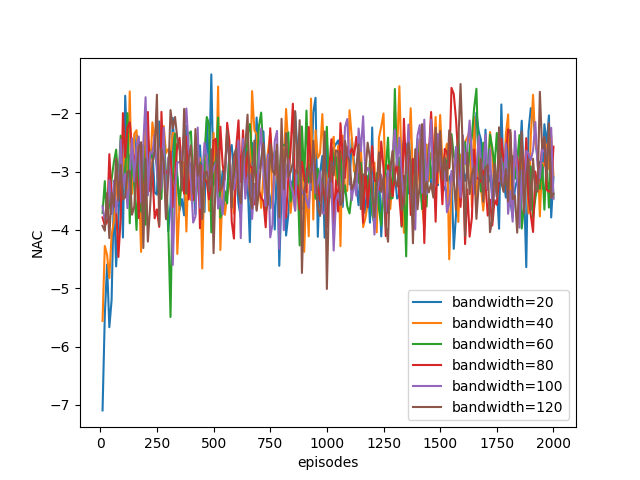 NAC
−2
−3
−4
−5
−6
−7
bandwidth=20
bandwidth=40
bandwidth=60
bandwidth=80
bandwidth=100
bandwidth=120
0 250 500 750 1000 1250 1500 1750 2000
episodes